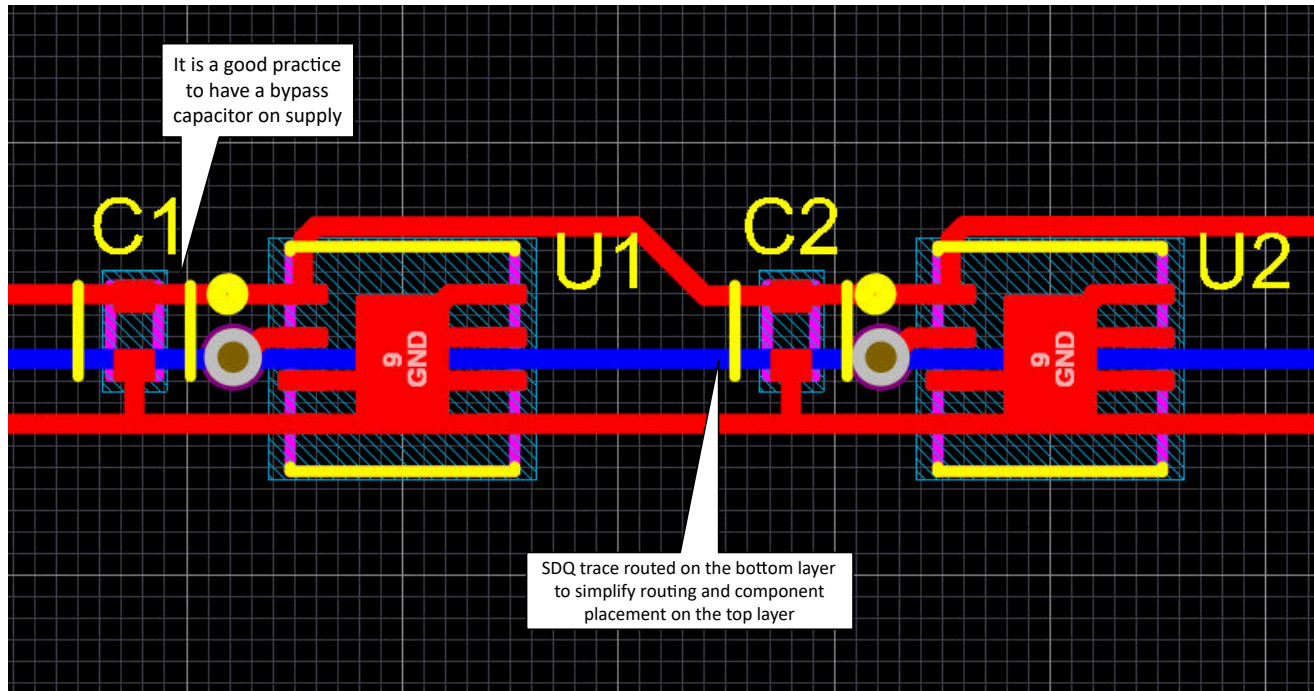 It is a good practice
to have a bypass
capacitor on supply
C1
U1
C2
U2
9
GND
9
GND
SDQ trace routed on the bottom layer
to simplify routing and component
placement on the top layer